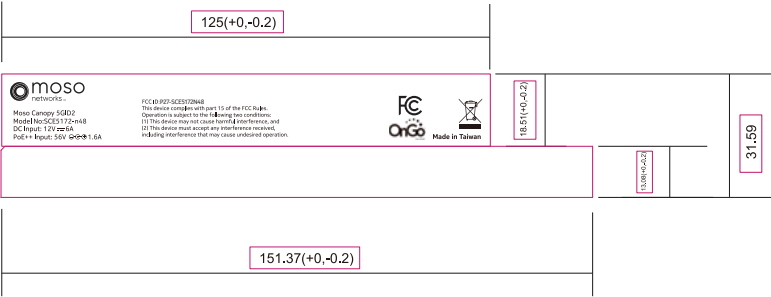 125(+0,-0.2)
moso
networks™
Moso Canopy 5GID2
Model No:SCE5172-n48
DC Input: 12V⎓6A
PoE++ Input: 56V 1.6A
FCC ID:P27-SCE5172N48
This device complies with part 15 of the FCC Rules.
Operation is subject to the following two conditions:
(1) This device may not cause harmful interference, and
(2) This device must accept any interference received,
including interference that may cause undesired operation.
FC
OnGo
Made in Taiwan
18.51(+0,-0.2)
31.59
13.08(+0,-0.2)
151.37(+0,-0.2)